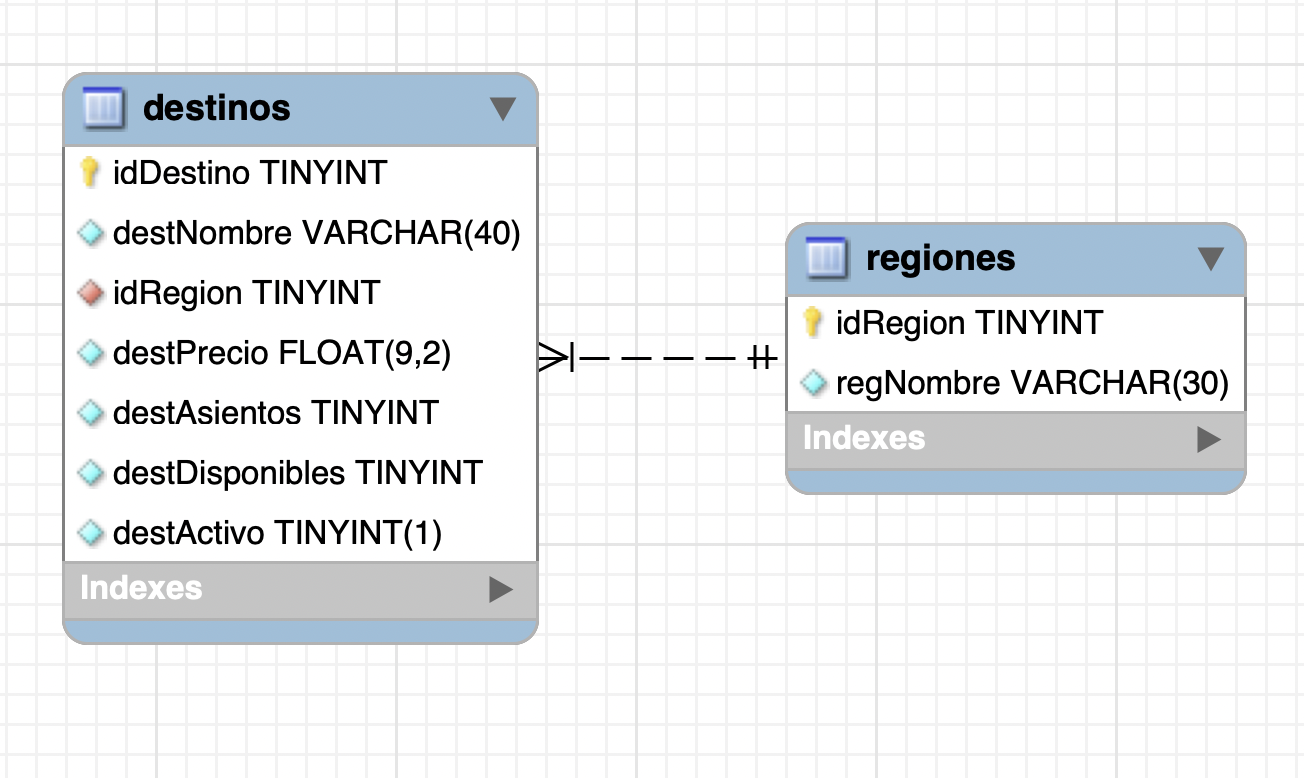 destinos
idDestino TINYINT
destNombre VARCHAR(40)
idRegion TINYINT
destPrecio FLOAT(9,2)
destAsientos TINYINT
destDisponibles TINYINT
destActivo TINYINT(1)
Indexes
regiones
idRegion TINYINT
regNombre VARCHAR(30)
Indexes